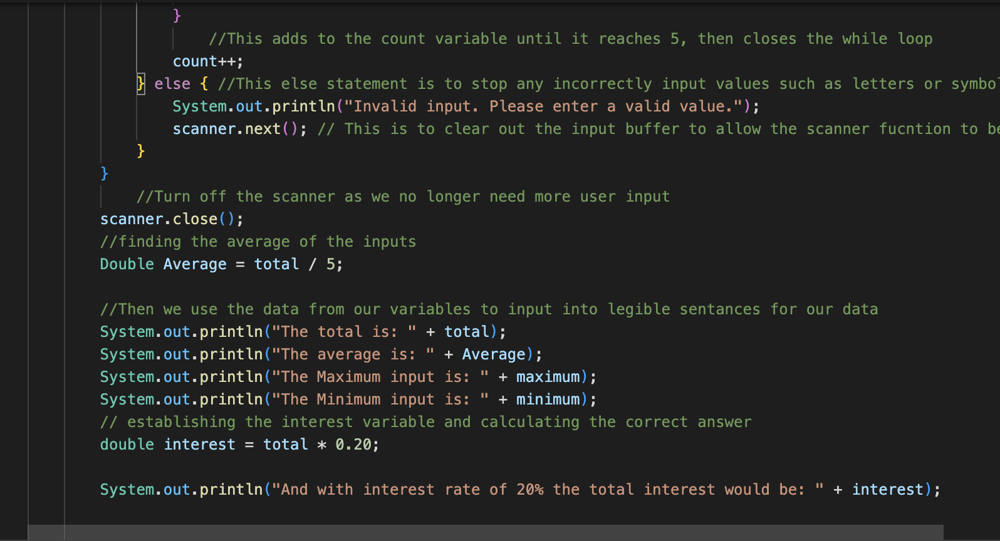 }
//This adds to the count variable until it reaches 5, then closes the while loop
count++;
} else { //This else statement is to stop any incorrectly input values such as letters or
System.out.println("Invalid input. Please enter a valid value.");
scanner.next(); // This is to clear out the input buffer to allow the scanner fucntion to
}
}
//Turn off the scanner as we no longer need more user input
scanner.close();
//finding the average of the inputs
Double Average = total / 5;
//Then we use the data from our variables to input into legible sentances for our data
System.out.println("The total is: " + total);
System.out.println("The average is: " + Average);
System.out.println("The Maximum input is: " + maximum);
System.out.println("The Minimum input is: " + minimum);
// establishing the interest variable and calculating the correct answer
double interest = total * 0.20;
System.out.println("And with interest rate of 20% the total interest would be: " + interest);